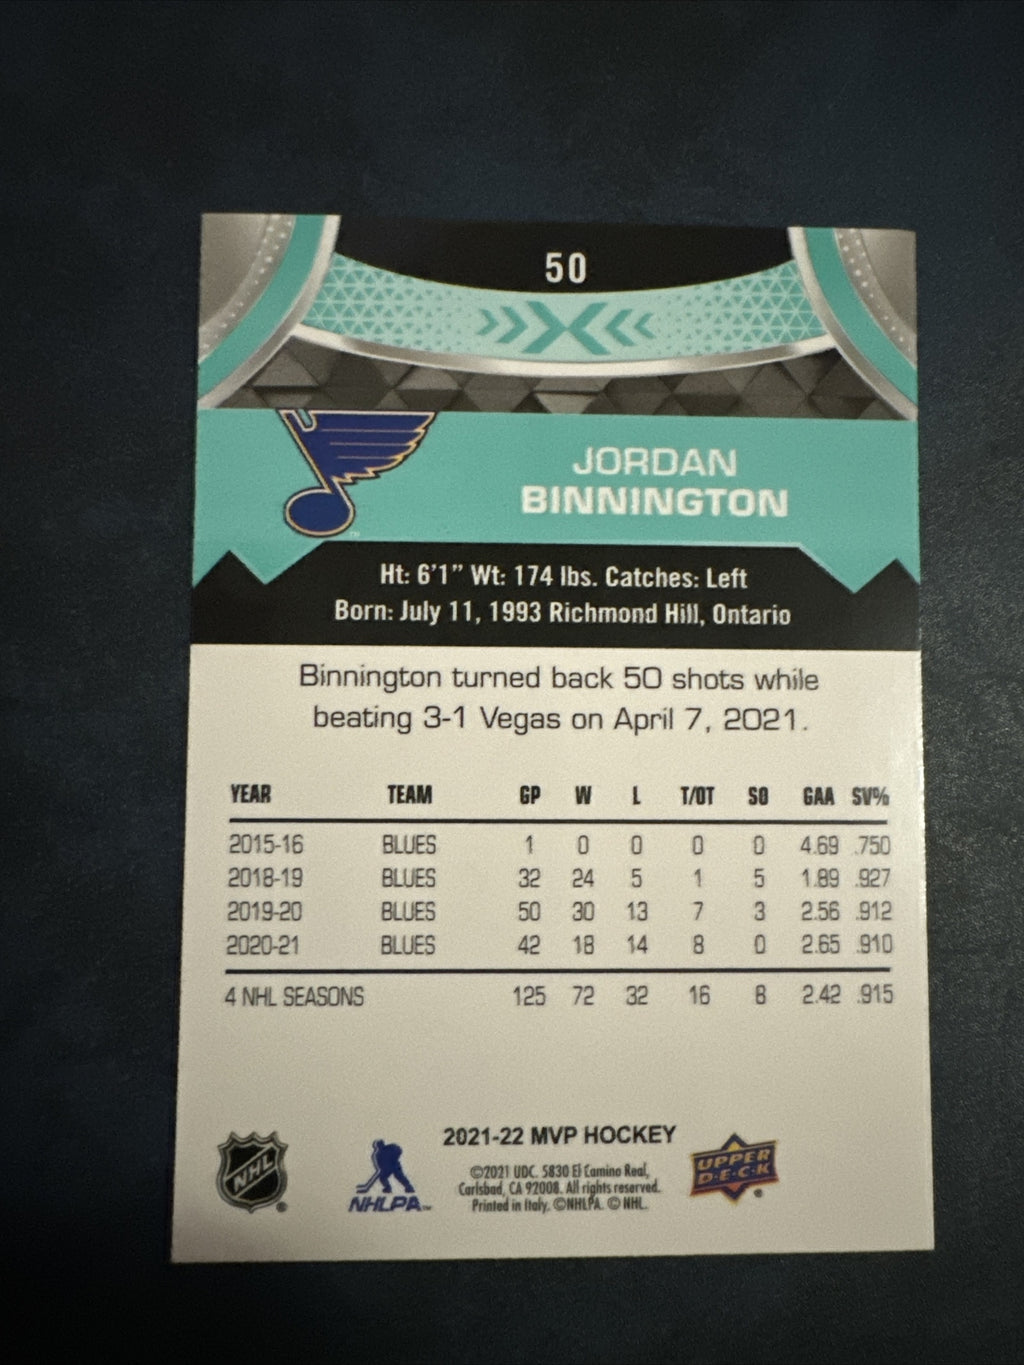 50
JORDAN
BINNINGTON
Ht: 6'1" Wt: 174 lbs. Catches: Left
Born: July 11, 1993 Richmond Hill, Ontario
Binnington turned back 50 shots while
beating 3-1 Vegas on April 7, 2021.
YEAR TEAM GP W L T/OT SO GAA SV%
2015-16 BLUES 1 0 0 0 0 4.69 .750
2018-19 BLUES 32 24 5 1 5 1.89 .927
2019-20 BLUES 50 30 13 7 3 2.56 .912
2020-21 BLUES 42 18 14 8 0 2.65 .910
4 NHL SEASONS 125 72 32 16 8 2.42 .915
2021-22 MVP HOCKEY
©2021 UDC. 5830 El Camino Real,
Carlsbad, CA 92008. All rights reserved.
Printed in Italy. ©NHLPA. © NHL.
NHL ®
NHLPA™
UPPER
D·E·C·K ®